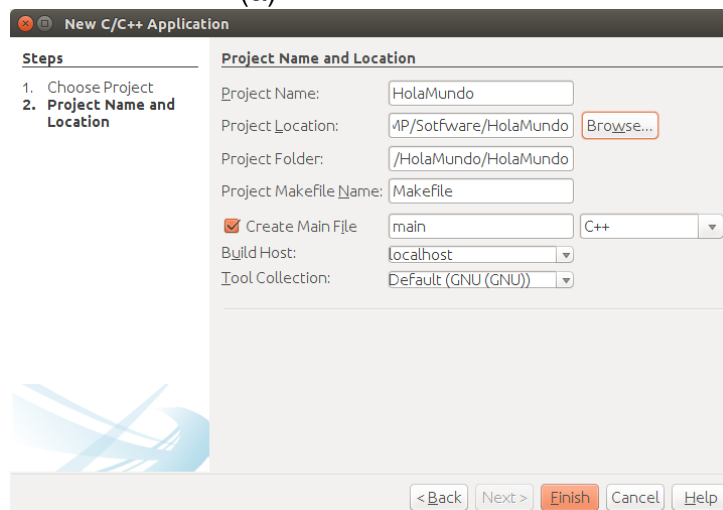 (a)
New C/C++ Application
Steps
1. Choose Project
2. Project Name and
Location
Project Name and Location
Project Name: HolaMundo
Project Location: MP/Sotfware/HolaMundo Browse...
Project Folder: /HolaMundo/HolaMundo
Project Makefile Name: Makefile
Create Main File main C++
Build Host: localhost
Tool Collection: Default (GNU (GNU))
< Back Next > Finish Cancel Help